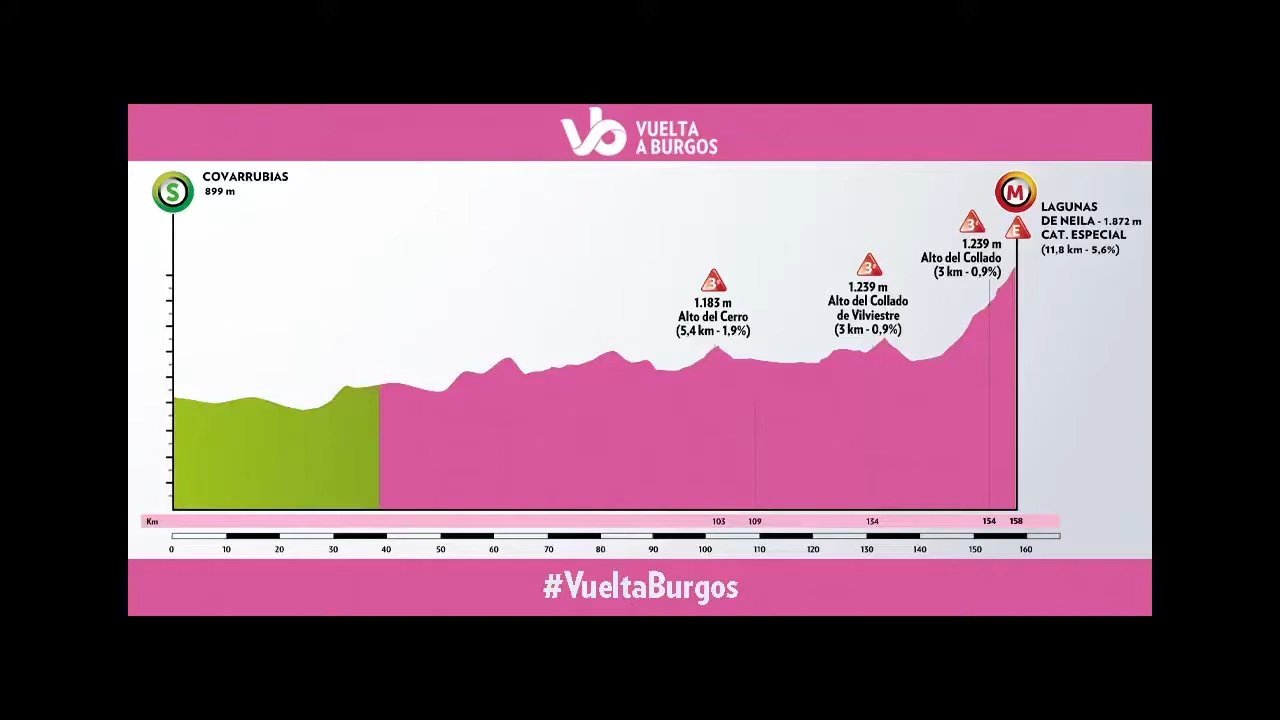 VUELTA
A BURGOS
S
COVARRUBIAS
899 m
M
LAGUNAS
DE NEILA - 1.872 m
CAT. ESPECIAL
(11,8 km - 5,6%)
E
3ª
1.239 m
Alto del Collado
(3 km - 0,9%)
3ª
1.239 m
Alto del Collado
de Vilviestre
(3 km - 0,9%)
3ª
1.183 m
Alto del Cerro
(5,4 km - 1,9%)
Km 103 109 134 154 158
0 10 20 30 40 50 60 70 80 90 100 110 120 130 140 150 160
#VueltaBurgos